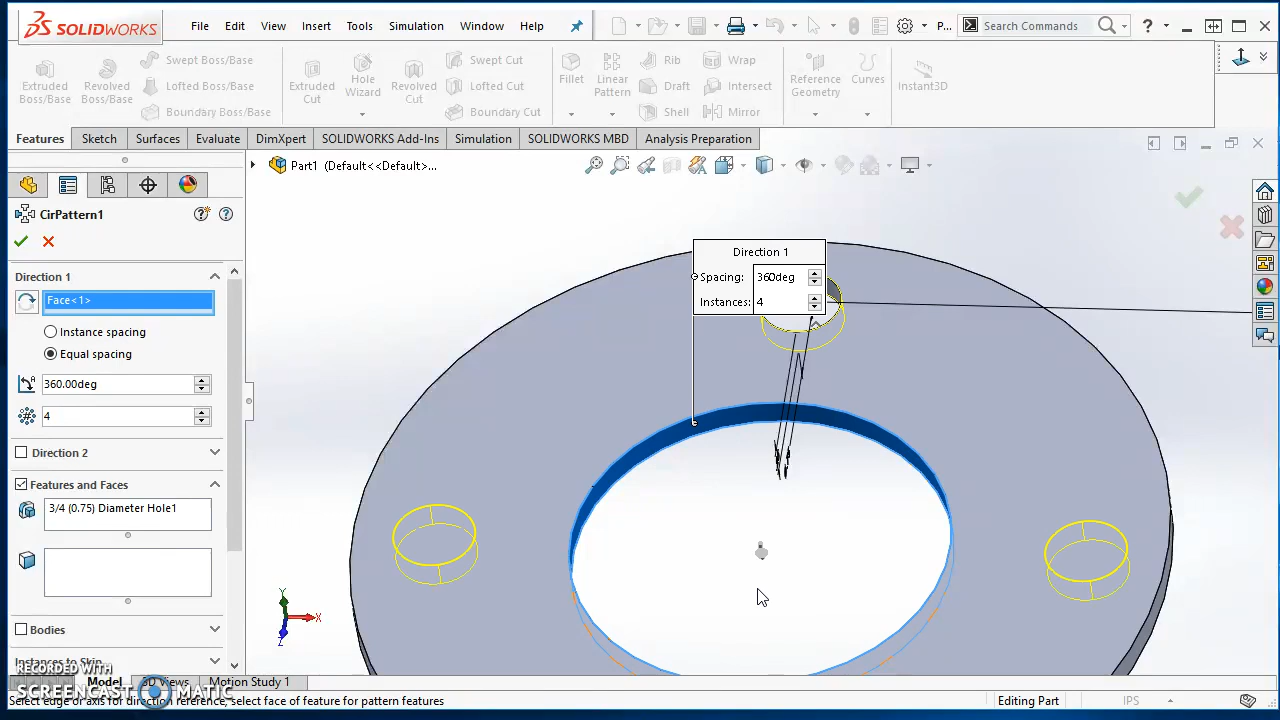 SOLIDWORKS
File Edit View Insert Tools Simulation Window Help
P...
Search Commands
?
Extruded Boss/Base
Revolved Boss/Base
Swept Boss/Base
Lofted Boss/Base
Boundary Boss/Base
Extruded Cut
Hole Wizard
Revolved Cut
Swept Cut
Lofted Cut
Boundary Cut
Fillet
Linear Pattern
Rib
Draft
Shell
Wrap
Intersect
Mirror
Reference Geometry
Curves
Instant3D
Features Sketch Surfaces Evaluate DimXpert SOLIDWORKS Add-Ins Simulation SOLIDWORKS MBD Analysis Preparation
Part1 (Default<<Default>...
CirPattern1
Direction 1
Face<1>
Instance spacing
Equal spacing
360.00deg
4
Direction 2
Features and Faces
3/4 (0.75) Diameter Hole1
Bodies
Instances to Skip
Direction 1
Spacing: 360deg
Instances: 4
Y
X
Z
RECORDED WITH
SCREENCAST MATIC
Model 3D Views Motion Study 1
Select edge or axis for direction reference, select face of feature for pattern features
Editing Part
IPS